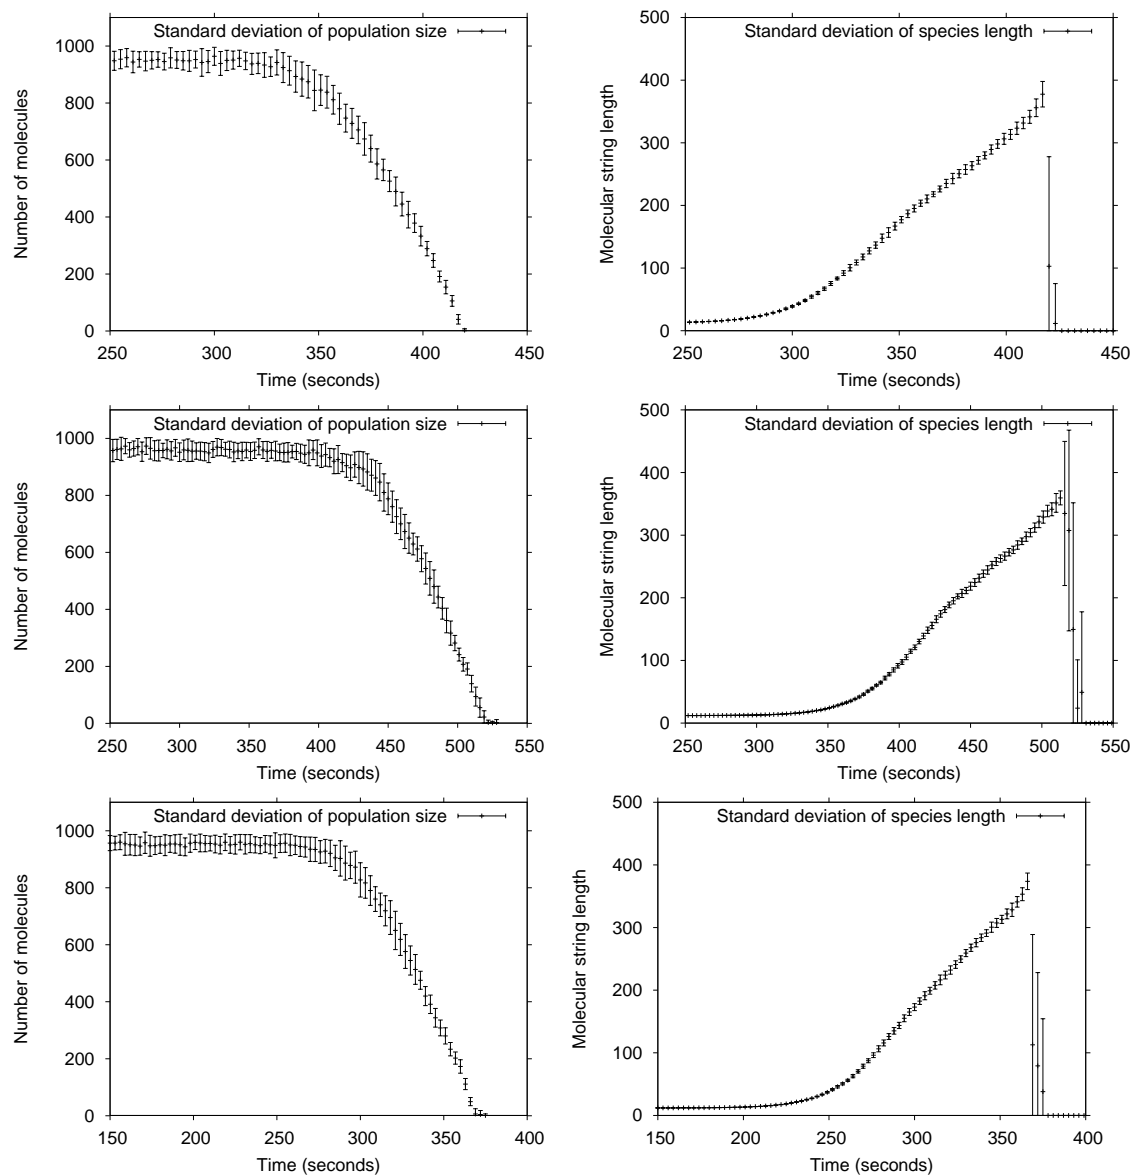 Standard deviation of population size
Number of molecules
1000
800
600
400
200
0
250 300 350 400 450
Time (seconds)
Standard deviation of species length
Molecular string length
500
400
300
200
100
0
250 300 350 400 450
Time (seconds)
Standard deviation of population size
Number of molecules
1000
800
600
400
200
0
250 300 350 400 450 500 550
Time (seconds)
Standard deviation of species length
Molecular string length
500
400
300
200
100
0
250 300 350 400 450 500 550
Time (seconds)
Standard deviation of population size
Number of molecules
1000
800
600
400
200
0
150 200 250 300 350 400
Time (seconds)
Standard deviation of species length
Molecular string length
500
400
300
200
100
0
150 200 250 300 350 400
Time (seconds)